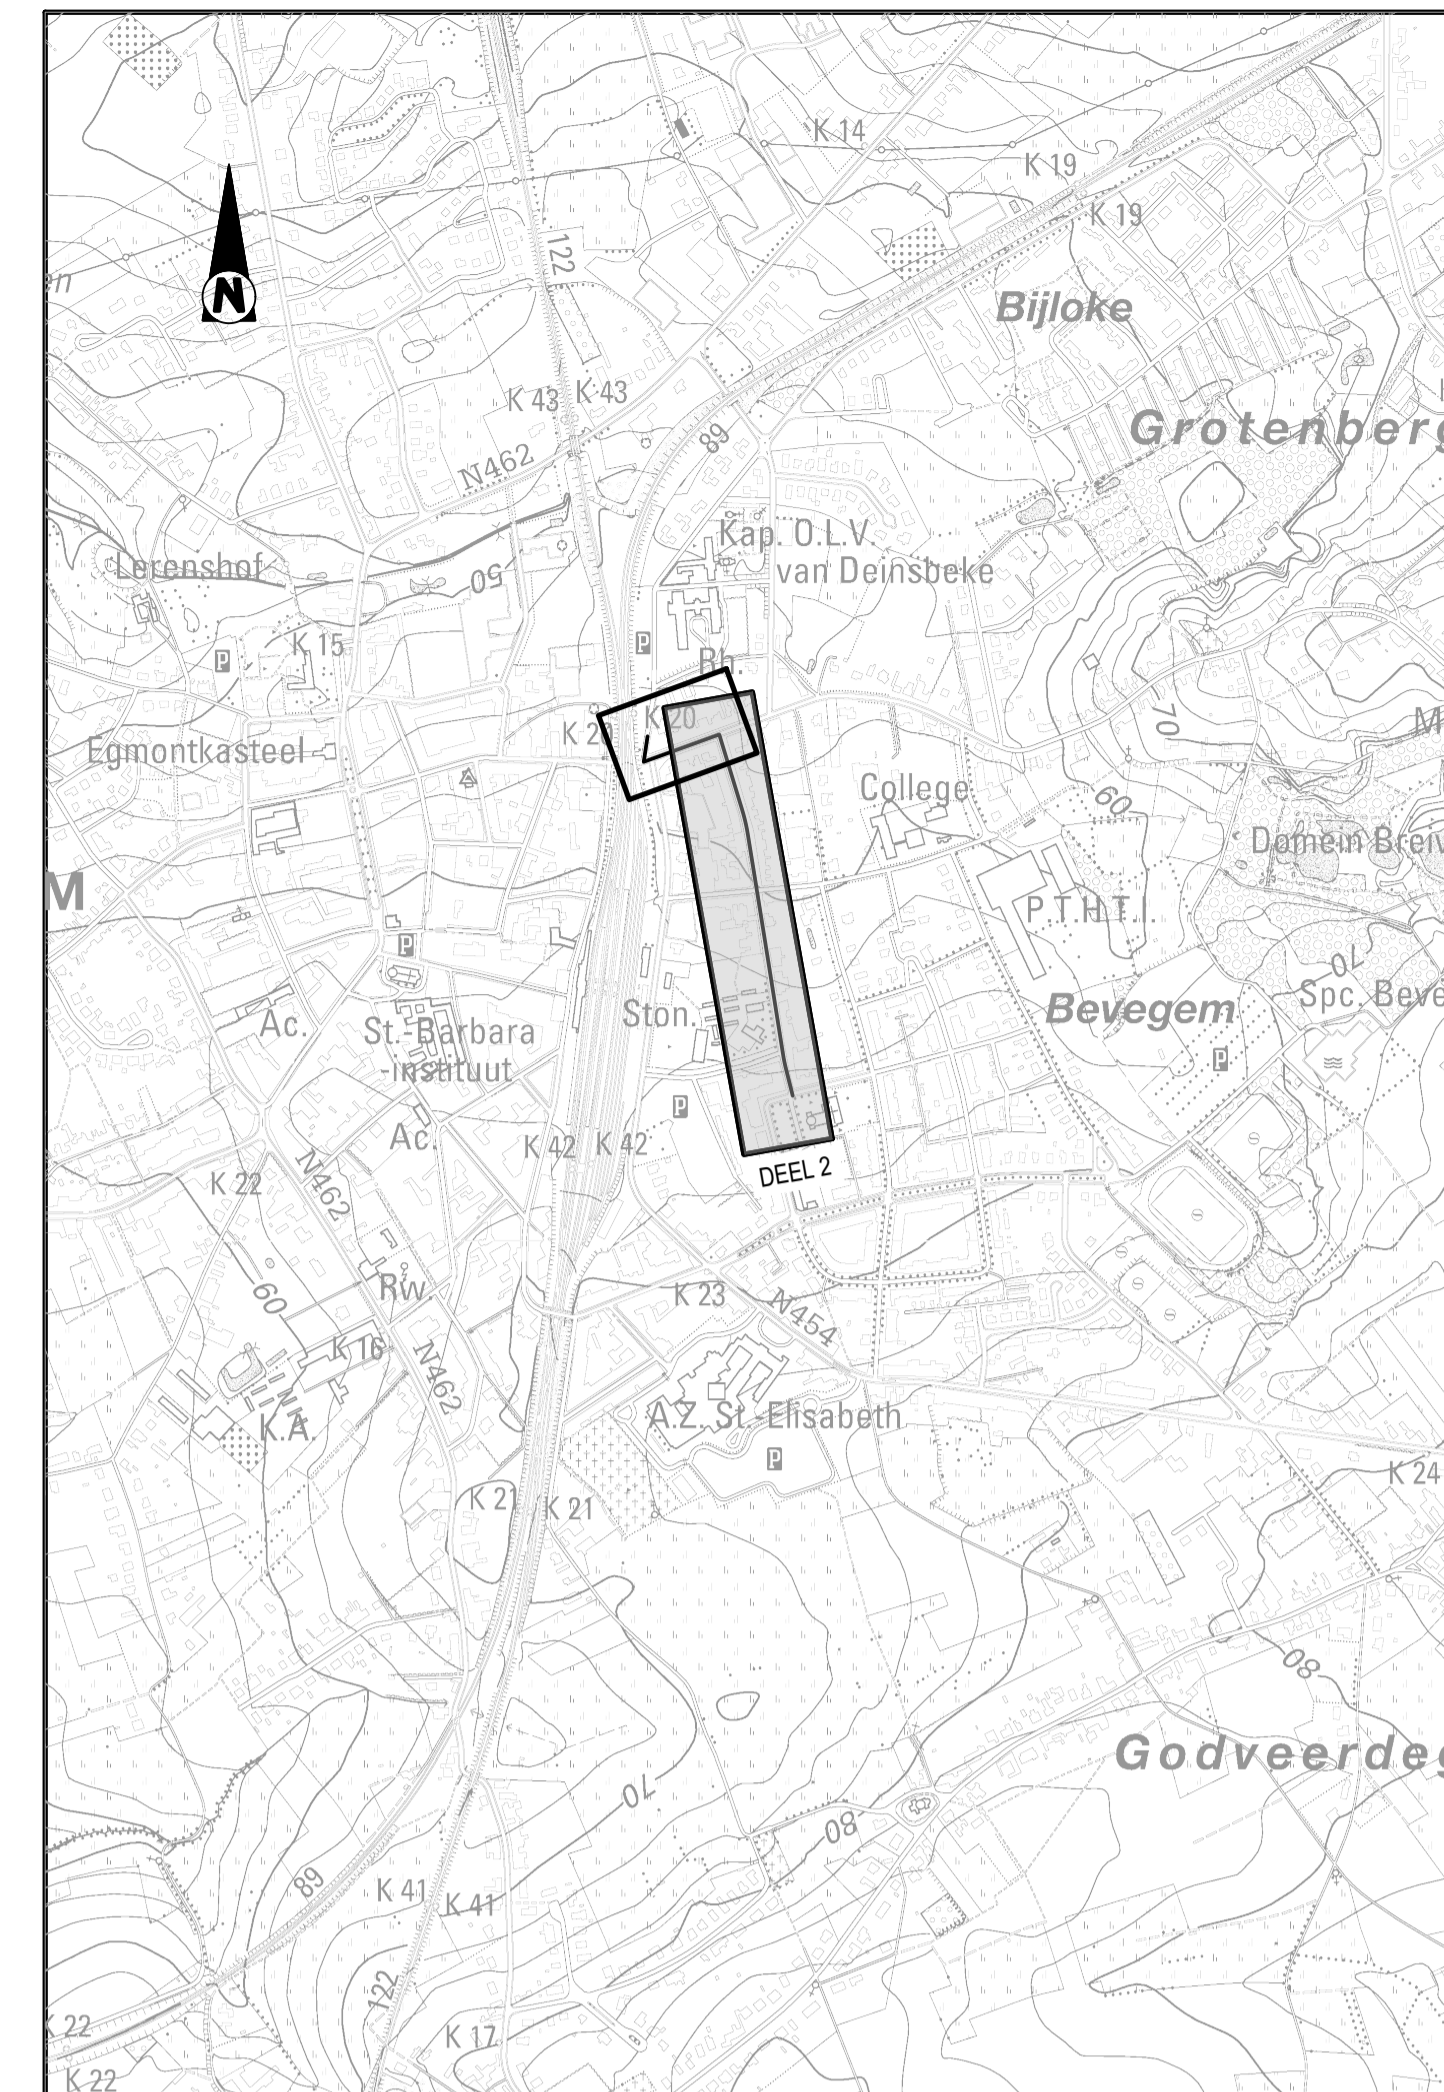 K 14
K 19
K 19
N
122
Bijloke
K 43
K 43
Grotenberg
89
N462
Kap. O.L.V.
van Deinsbeke
Lerenshof
50
K 15
P
P
Rh.
K 20
K 20
70
Egmontkasteel
College
60
Domein Breiv
M
P.T.H.T.I.
P
70
Spc. Beve
Bevegem
Ston.
Ac.
St.-Barbara
-instituut
P
P
Ac.
K 42
K 42
DEEL 2
K 22
N462
60
Rw.
K 23
N454
K 16
N462
K.A.
A.Z. St.-Elisabeth
P
K 24
K 21
K 21
80
Godveerdeg
70
80
89
K 41
K 41
122
K 22
K 17
K 22